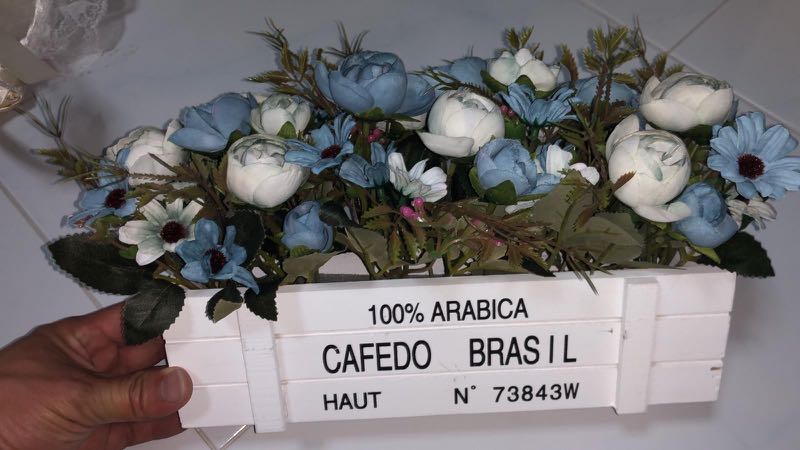 100% ARABICA
CAFEDO BRASIL
HAUT N° 73843W